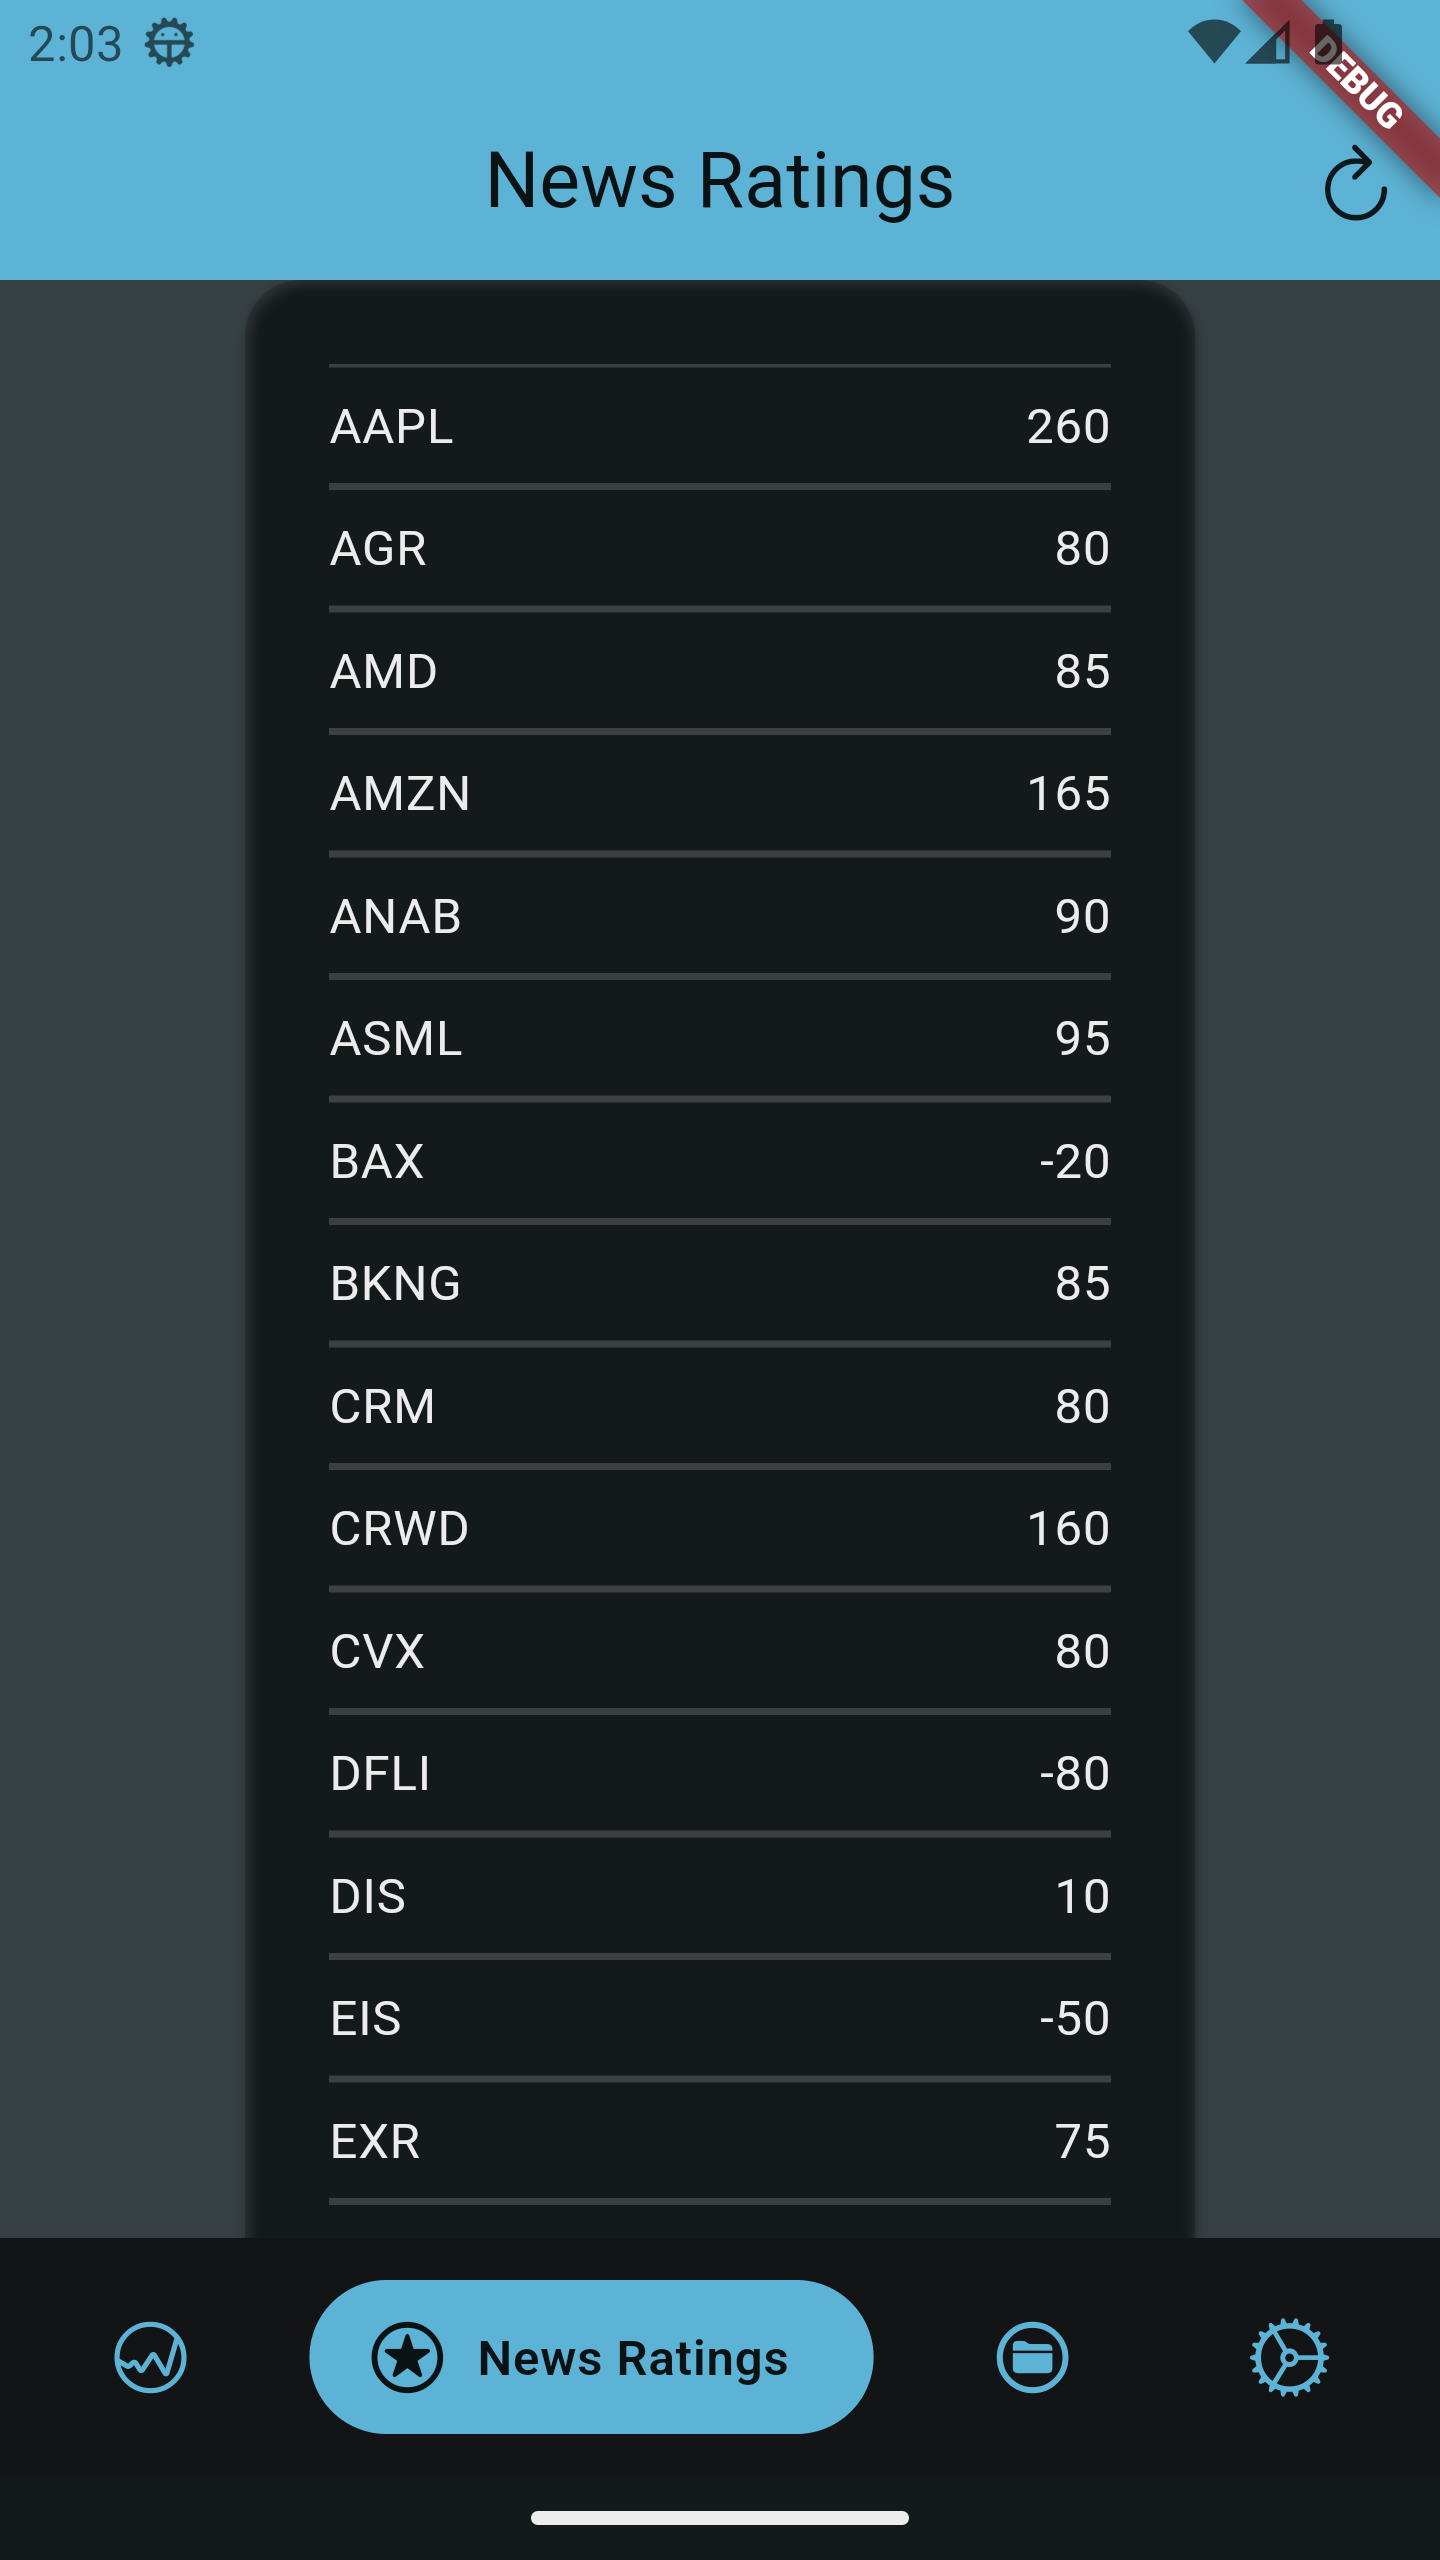 2:03
DEBUG
News Ratings
AAPL 260
AGR 80
AMD 85
AMZN 165
ANAB 90
ASML 95
BAX -20
BKNG 85
CRM 80
CRWD 160
CVX 80
DFLI -80
DIS 10
EIS -50
EXR 75
News Ratings